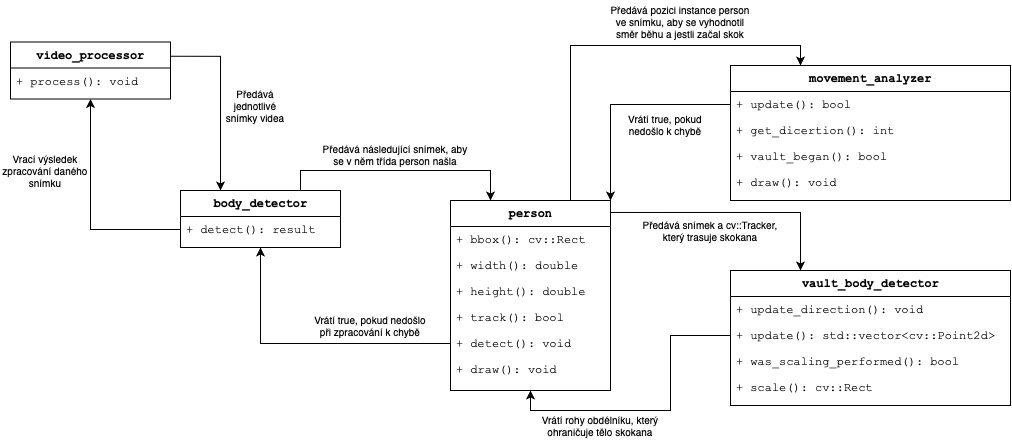 Předává pozici instance person
ve snímku, aby se vyhodnotil
směr běhu a jestli začal skok
video_processor
+ process(): void
movement_analyzer
+ update(): bool
+ get_dicertion(): int
+ vault_began(): bool
+ draw(): void
Předává
jednotlivé
snímky videa
Vrátí true, pokud
nedošlo k chybě
Vrací výsledek
zpracování daného
snímku
Předává následující snímek, aby
se v něm třída person našla
body_detector
+ detect(): result
person
+ bbox(): cv::Rect
+ width(): double
+ height(): double
+ track(): bool
+ detect(): void
+ draw(): void
Předává snímek a cv::Tracker,
který trasuje skokana
vault_body_detector
+ update_direction(): void
+ update(): std::vector<cv::Point2d>
+ was_scaling_performed(): bool
+ scale(): cv::Rect
Vrátí true, pokud nedošlo
při zpracování k chybě
Vrátí rohy obdélníku, který
ohraničuje tělo skokana